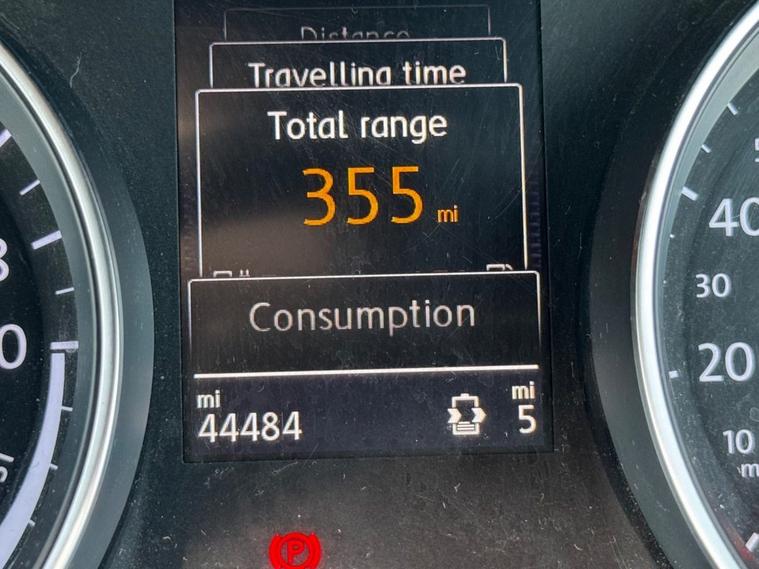 Distance
Travelling time
Total range
355 mi
Consumption
mi
44484
mi
5
40
30
20
10
P